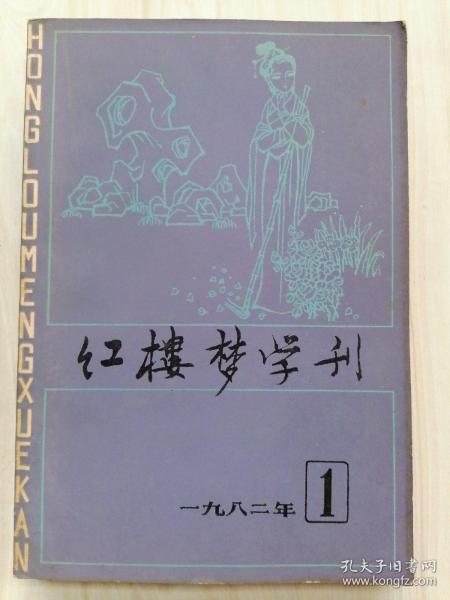 HONGLOUMENGXUEKAN
红楼梦学刊
一九八二年
1
孔夫子旧书网
www.kongfz.com